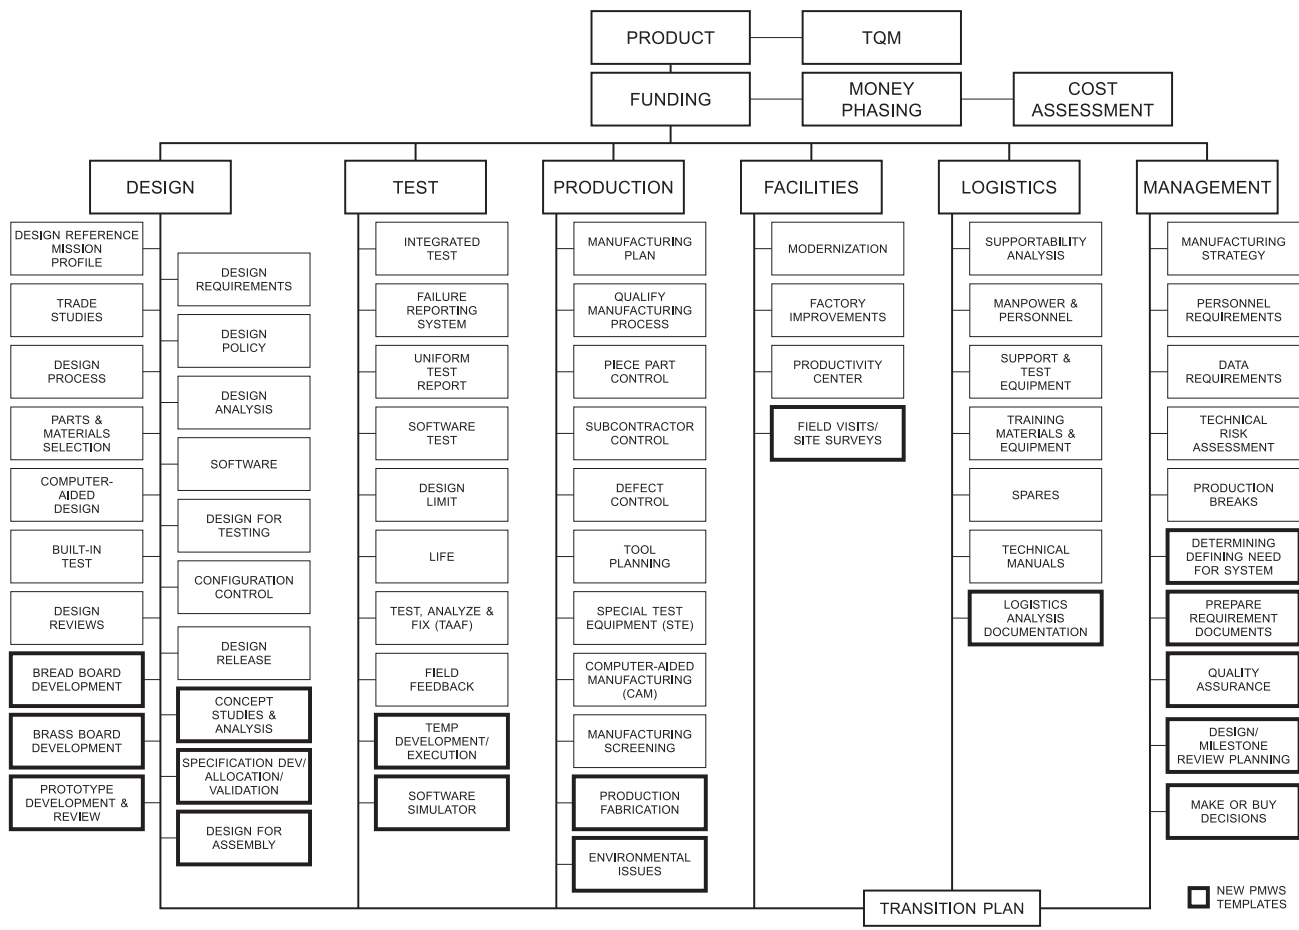 PRODUCT
TQM
FUNDING
MONEY
PHASING
COST
ASSESSMENT
DESIGN
TEST
PRODUCTION
FACILITIES
LOGISTICS
MANAGEMENT
DESIGN REFERENCE
MISSION
PROFILE
TRADE
STUDIES
DESIGN
PROCESS
PARTS &
MATERIALS
SELECTION
COMPUTER-
AIDED
DESIGN
BUILT-IN
TEST
DESIGN
REVIEWS
BREAD BOARD
DEVELOPMENT
BRASS BOARD
DEVELOPMENT
PROTOTYPE
DEVELOPMENT &
REVIEW
DESIGN
REQUIREMENTS
DESIGN
POLICY
DESIGN
ANALYSIS
SOFTWARE
DESIGN FOR
TESTING
CONFIGURATION
CONTROL
DESIGN
RELEASE
CONCEPT
STUDIES &
ANALYSIS
SPECIFICATION DEV/
ALLOCATION/
VALIDATION
DESIGN FOR
ASSEMBLY
INTEGRATED
TEST
FAILURE
REPORTING
SYSTEM
UNIFORM
TEST
REPORT
SOFTWARE
TEST
DESIGN
LIMIT
LIFE
TEST, ANALYZE &
FIX (TAAF)
FIELD
FEEDBACK
TEMP
DEVELOPMENT/
EXECUTION
SOFTWARE
SIMULATOR
MANUFACTURING
PLAN
QUALIFY
MANUFACTURING
PROCESS
PIECE PART
CONTROL
SUBCONTRACTOR
CONTROL
DEFECT
CONTROL
TOOL
PLANNING
SPECIAL TEST
EQUIPMENT (STE)
COMPUTER-AIDED
MANUFACTURING
(CAM)
MANUFACTURING
SCREENING
PRODUCTION
FABRICATION
ENVIRONMENTAL
ISSUES
MODERNIZATION
FACTORY
IMPROVEMENTS
PRODUCTIVITY
CENTER
FIELD VISITS/
SITE SURVEYS
SUPPORTABILITY
ANALYSIS
MANPOWER &
PERSONNEL
SUPPORT &
TEST
EQUIPMENT
TRAINING
MATERIALS &
EQUIPMENT
SPARES
TECHNICAL
MANUALS
LOGISTICS
ANALYSIS
DOCUMENTATION
MANUFACTURING
STRATEGY
PERSONNEL
REQUIREMENTS
DATA
REQUIREMENTS
TECHNICAL
RISK
ASSESSMENT
PRODUCTION
BREAKS
DETERMINING
DEFINING NEED
FOR SYSTEM
PREPARE
REQUIREMENT
DOCUMENTS
QUALITY
ASSURANCE
DESIGN/
MILESTONE
REVIEW PLANNING
MAKE OR BUY
DECISIONS
TRANSITION PLAN
NEW PMWS
TEMPLATES